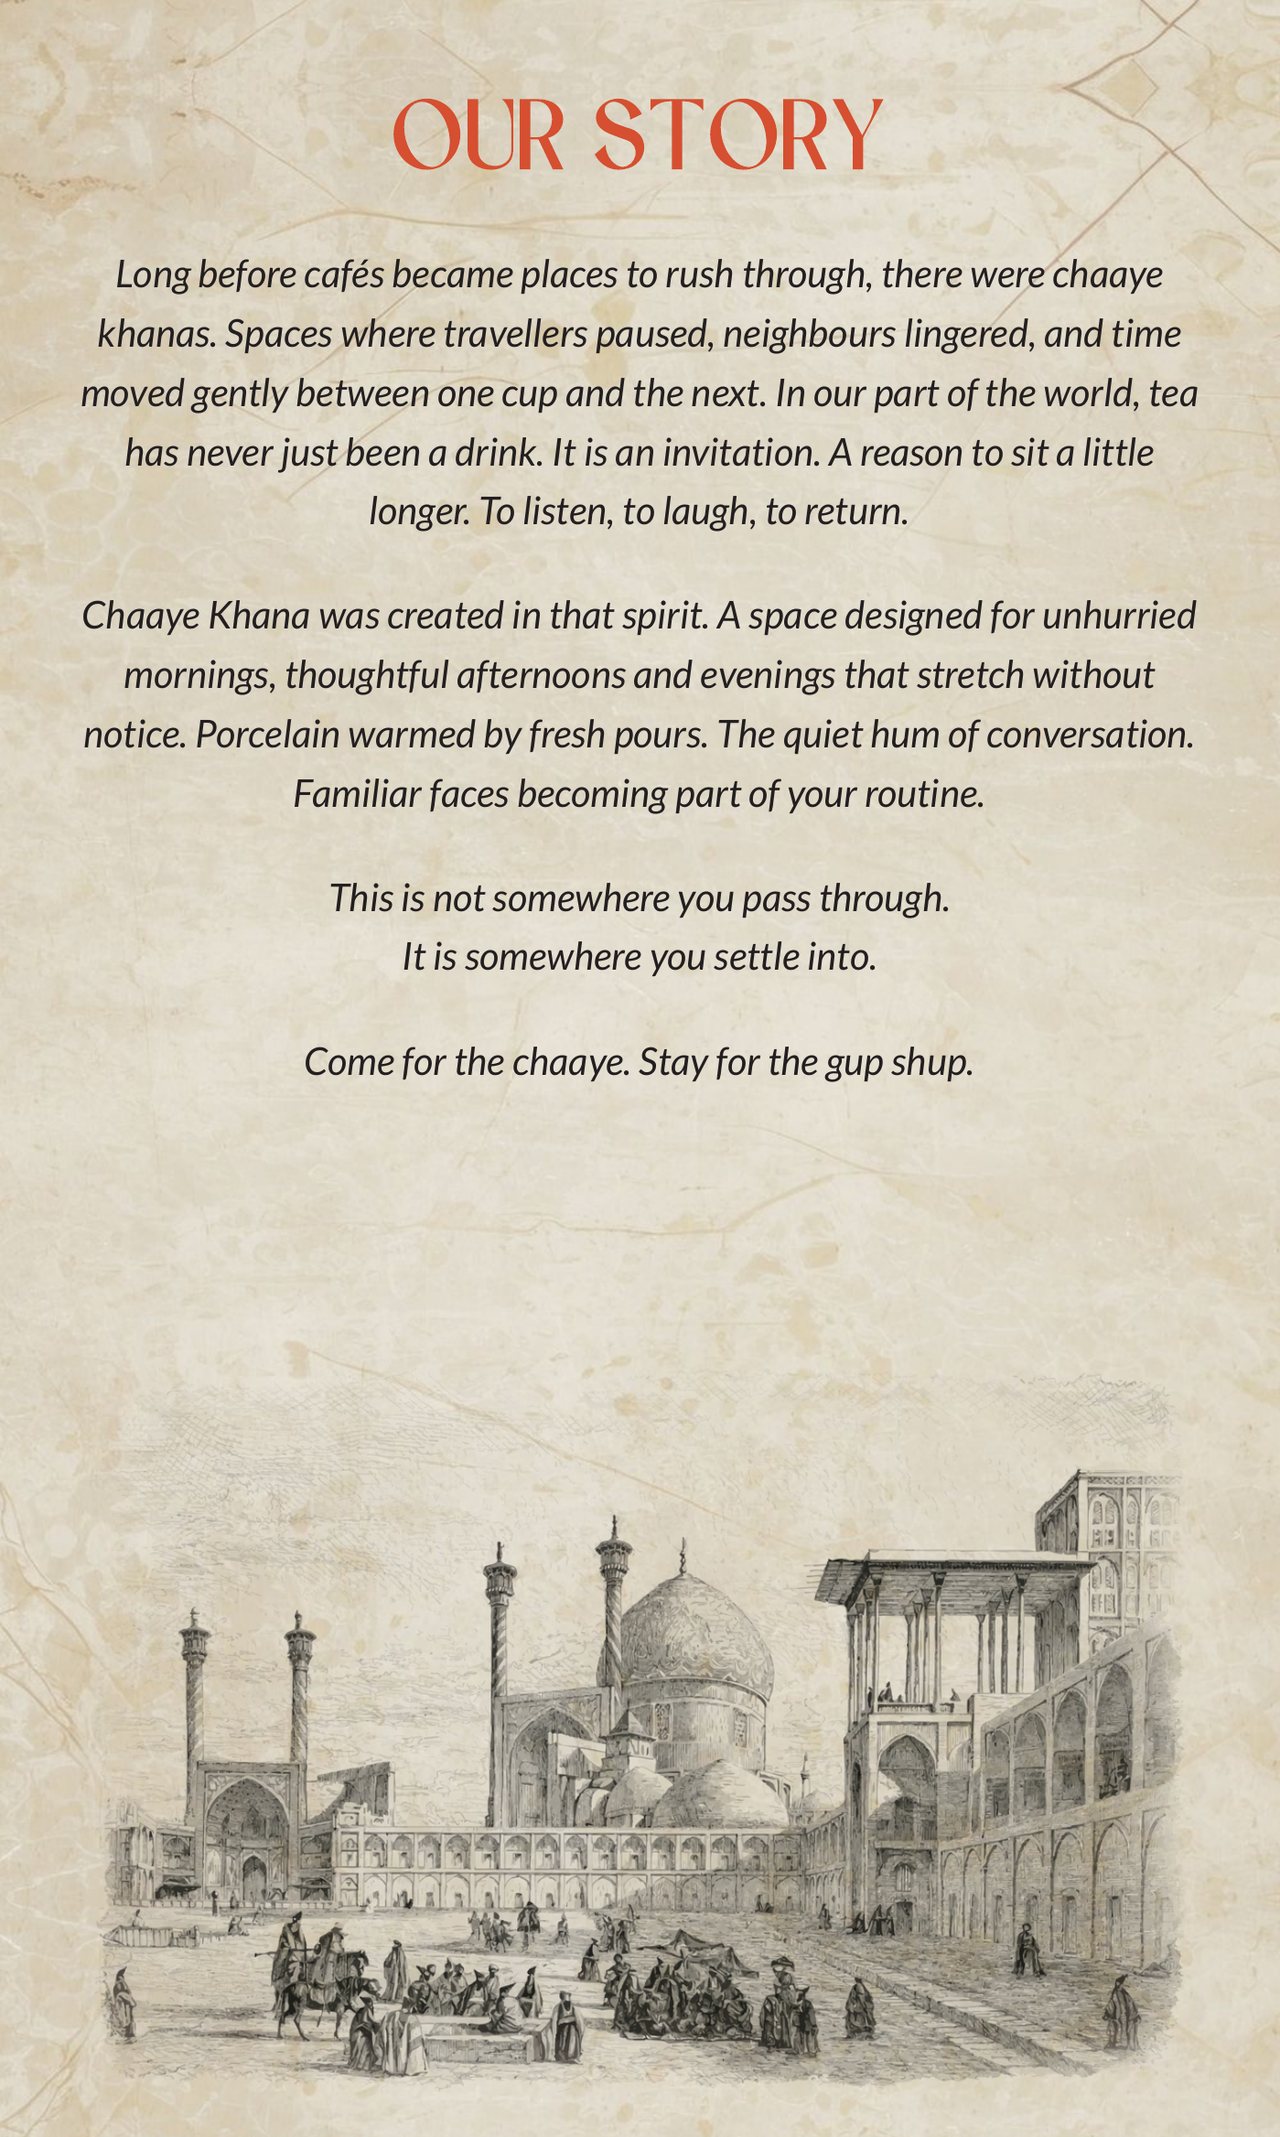 OUR STORY
Long before cafés became places to rush through, there were chaaye
khanas. Spaces where travellers paused, neighbours lingered, and time
moved gently between one cup and the next. In our part of the world, tea
has never just been a drink. It is an invitation. A reason to sit a little
longer. To listen, to laugh, to return.
Chaaye Khana was created in that spirit. A space designed for unhurried
mornings, thoughtful afternoons and evenings that stretch without
notice. Porcelain warmed by fresh pours. The quiet hum of conversation.
Familiar faces becoming part of your routine.
This is not somewhere you pass through.
It is somewhere you settle into.
Come for the chaaye. Stay for the gup shup.